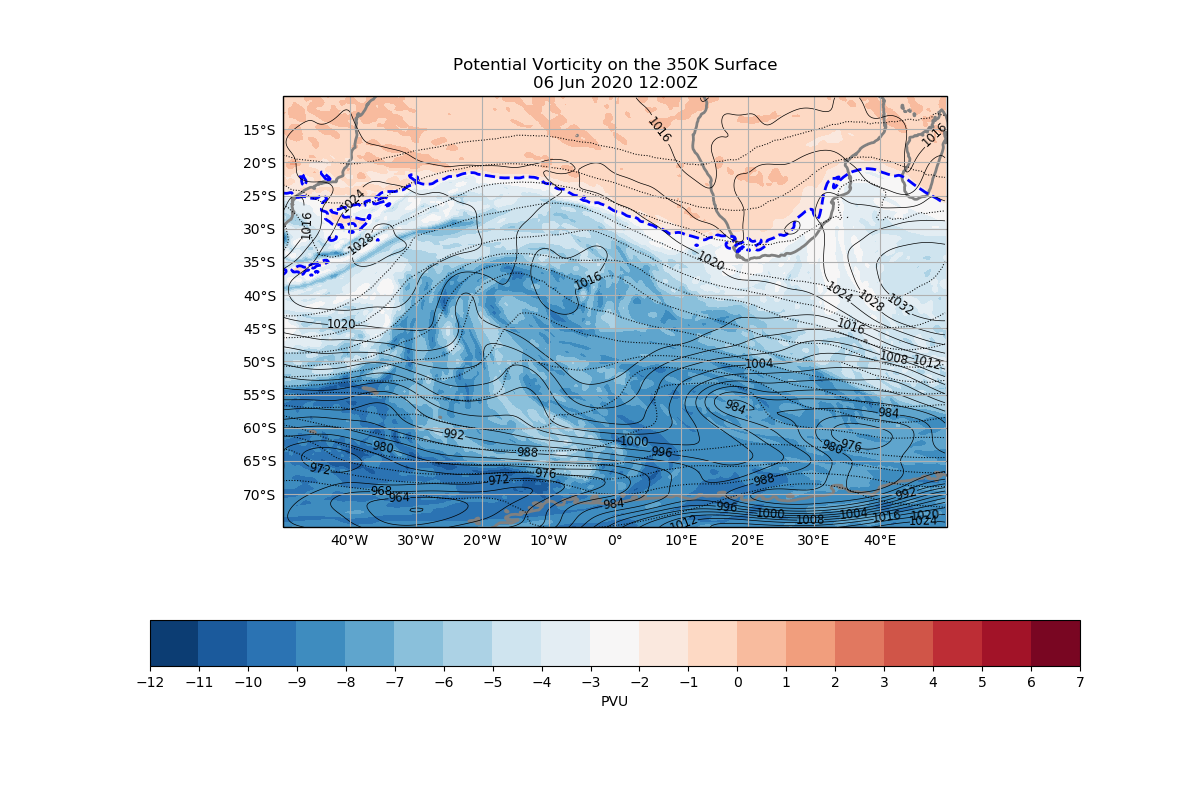 Potential Vorticity on the 350K Surface
06 Jun 2020 12:00Z
15°S
20°S
25°S
30°S
35°S
40°S
45°S
50°S
55°S
60°S
65°S
70°S
1016
1016
1024
1016
1028
1020
1016
1020
1024
1028
1032
1016
1008
1012
1004
984
984
992
1000
980
988
996
980
976
972
976
972
988
968
964
984
992
996
1000
1004
1016
1020
1012
1008
1024
40°W
30°W
20°W
10°W
0°
10°E
20°E
30°E
40°E
−12
−11
−10
−9
−8
−7
−6
−5
−4
−3
−2
−1
0
1
2
3
4
5
6
7
PVU